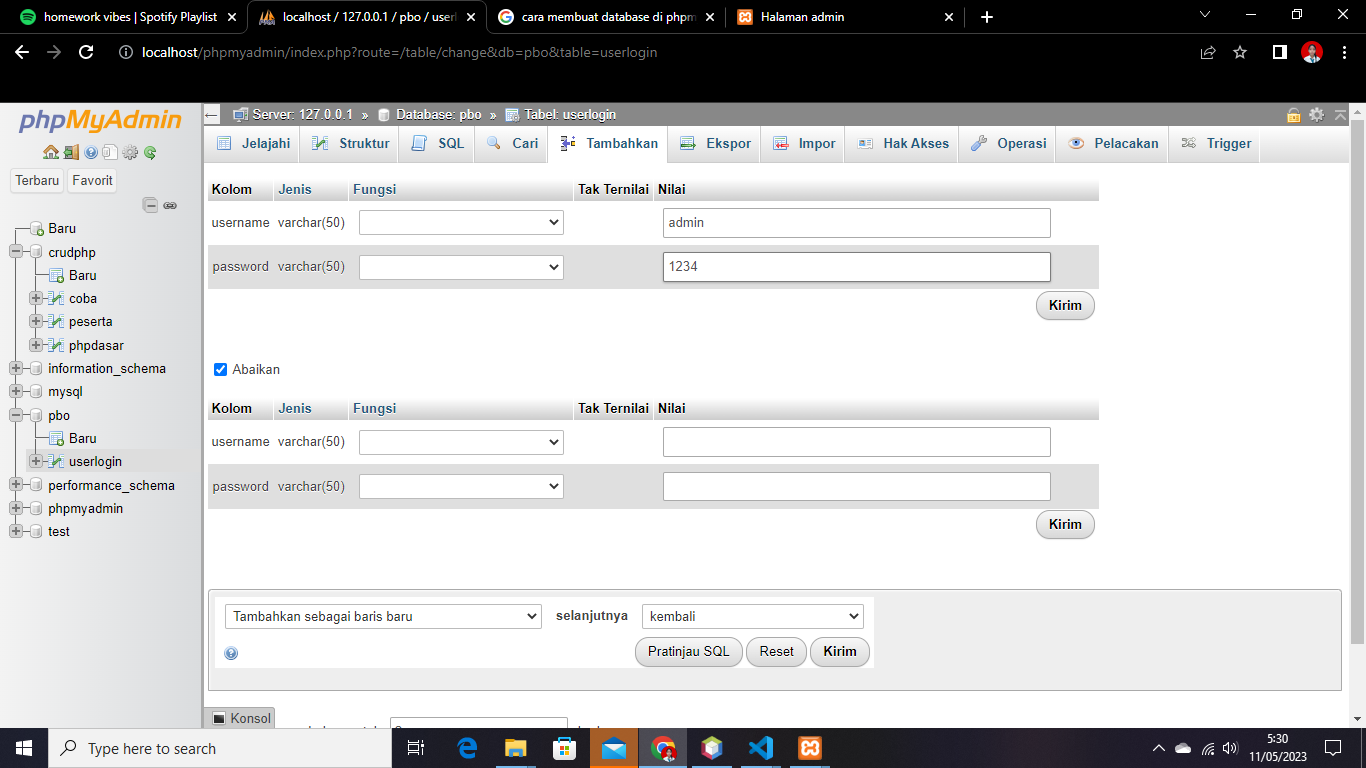 homework vibes | Spotify Playlist
localhost / 127.0.0.1 / pbo / userl
cara membuat database di phpm
Halaman admin
localhost/phpmyadmin/index.php?route=/table/change&db=pbo&table=userlogin
phpMyAdmin
Terbaru Favorit
Baru
crudphp
Baru
coba
peserta
phpdasar
information_schema
mysql
pbo
Baru
userlogin
performance_schema
phpmyadmin
test
Server: 127.0.0.1 » Database: pbo » Tabel: userlogin
Jelajahi Struktur SQL Cari Tambahkan Ekspor Impor Hak Akses Operasi Pelacakan Trigger
Kolom Jenis Fungsi Tak Ternilai Nilai
username varchar(50) admin
password varchar(50) 1234
Kirim
Abaikan
Kolom Jenis Fungsi Tak Ternilai Nilai
username varchar(50)
password varchar(50)
Kirim
Tambahkan sebagai baris baru selanjutnya kembali
Pratinjau SQL Reset Kirim
Konsol
Type here to search
5:30
11/05/2023